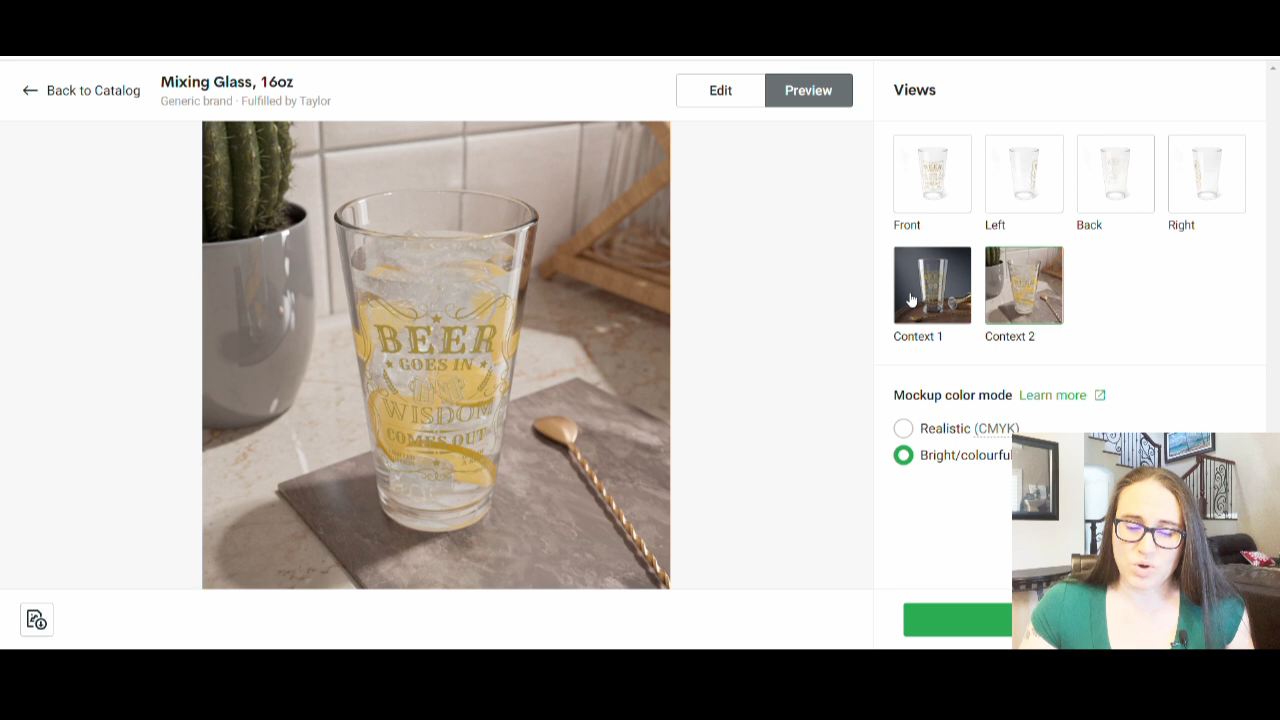 Back to Catalog
Mixing Glass, 16oz
Generic brand · Fulfilled by Taylor
Edit
Preview
Views
Front
Left
Back
Right
Context 1
Context 2
Mockup color mode Learn more
Realistic (CMYK)
Bright/colourful
BEER
GOES IN
WISDOM
COMES OUT